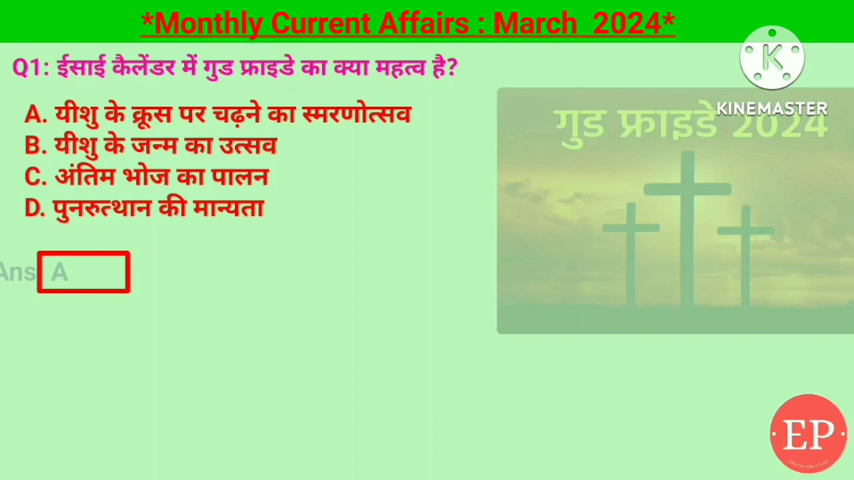 *Monthly Current Affairs : March 2024*
Q1: ईसाई कैलेंडर में गुड फ्राइडे का क्या महत्व है?
A. यीशु के क्रूस पर चढ़ने का स्मरणोत्सव
B. यीशु के जन्म का उत्सव
C. अंतिम भोज का पालन
D. पुनरुत्थान की मान्यता
Ans A
K
KINEMASTER
गुड फ्राइडे 2024
EP